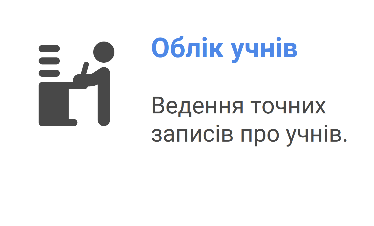 Облік учнів
Ведення точних
записів про учнів.